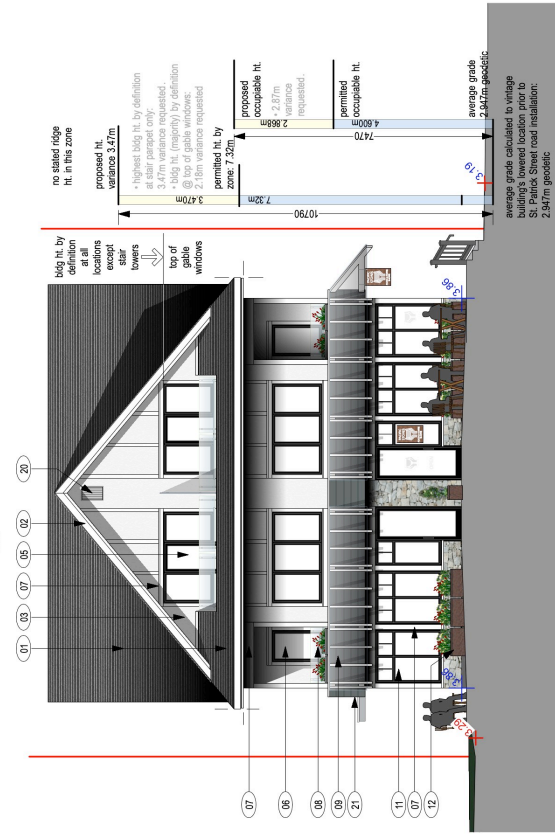 no stated ridge
ht. in this zone
proposed ht.
variance 3.47m
• highest bldg ht. by definition
at stair parapet only:
3.47m variance requested.
• bldg ht. (majority) by definition
@ top of gable windows:
2.18m variance requested
permitted ht. by
zone: 7.32m
proposed
occupiable ht.
• 2.87m
variance
requested.
permitted
occupiable ht.
average grade
2.947m geodetic
average grade calculated to vintage
building's lowered location prior to
St. Patrick Street road installation:
2.947m geodetic
2.868m
4.600m
7470
3.470m
7.32m
10790
3.19
bldg ht. by
definition
at all
locations
except
stair
towers
top of
gable
windows
3.86
3.86
3.29
01
03
07
05
02
20
07
06
08
09
21
11
07
12